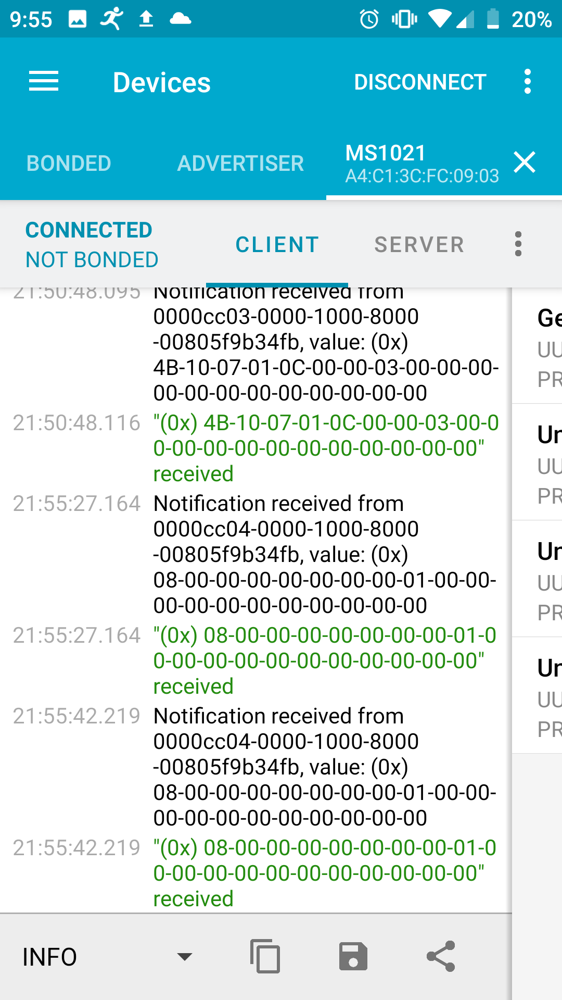 9:55 20%
Devices DISCONNECT
BONDED ADVERTISER MS1021
A4:C1:3C:FC:09:03
CONNECTED
NOT BONDED
CLIENT SERVER
21:50:48.095 Notification received from
0000cc03-0000-1000-8000
-00805f9b34fb, value: (0x)
4B-10-07-01-0C-00-00-03-00-00-00-
00-00-00-00-00-00-00-00-00
21:50:48.116 "(0x) 4B-10-07-01-0C-00-00-03-00-0
0-00-00-00-00-00-00-00-00-00-00"
received
21:55:27.164 Notification received from
0000cc04-0000-1000-8000
-00805f9b34fb, value: (0x)
08-00-00-00-00-00-00-00-01-00-00-
00-00-00-00-00-00-00-00-00
21:55:27.164 "(0x) 08-00-00-00-00-00-00-00-01-0
0-00-00-00-00-00-00-00-00-00-00"
received
21:55:42.219 Notification received from
0000cc04-0000-1000-8000
-00805f9b34fb, value: (0x)
08-00-00-00-00-00-00-00-01-00-00-
00-00-00-00-00-00-00-00-00
21:55:42.219 "(0x) 08-00-00-00-00-00-00-00-01-0
0-00-00-00-00-00-00-00-00-00-00"
received
Ge
UU
PR
Un
UU
PR
Un
UU
PR
Un
UU
PR
INFO